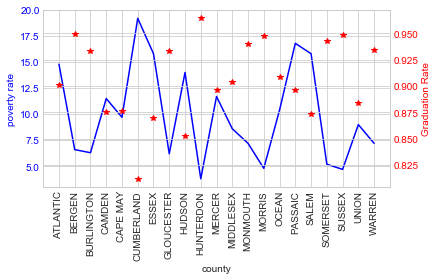 20.0
17.5
15.0
12.5
10.0
7.5
5.0
poverty rate
0.950
0.925
0.900
0.875
0.850
0.825
Graduation Rate
ATLANTIC
BERGEN
BURLINGTON
CAMDEN
CAPE MAY
CUMBERLAND
ESSEX
GLOUCESTER
HUDSON
HUNTERDON
MERCER
MIDDLESEX
MONMOUTH
MORRIS
OCEAN
PASSAIC
SALEM
SOMERSET
SUSSEX
UNION
WARREN
county